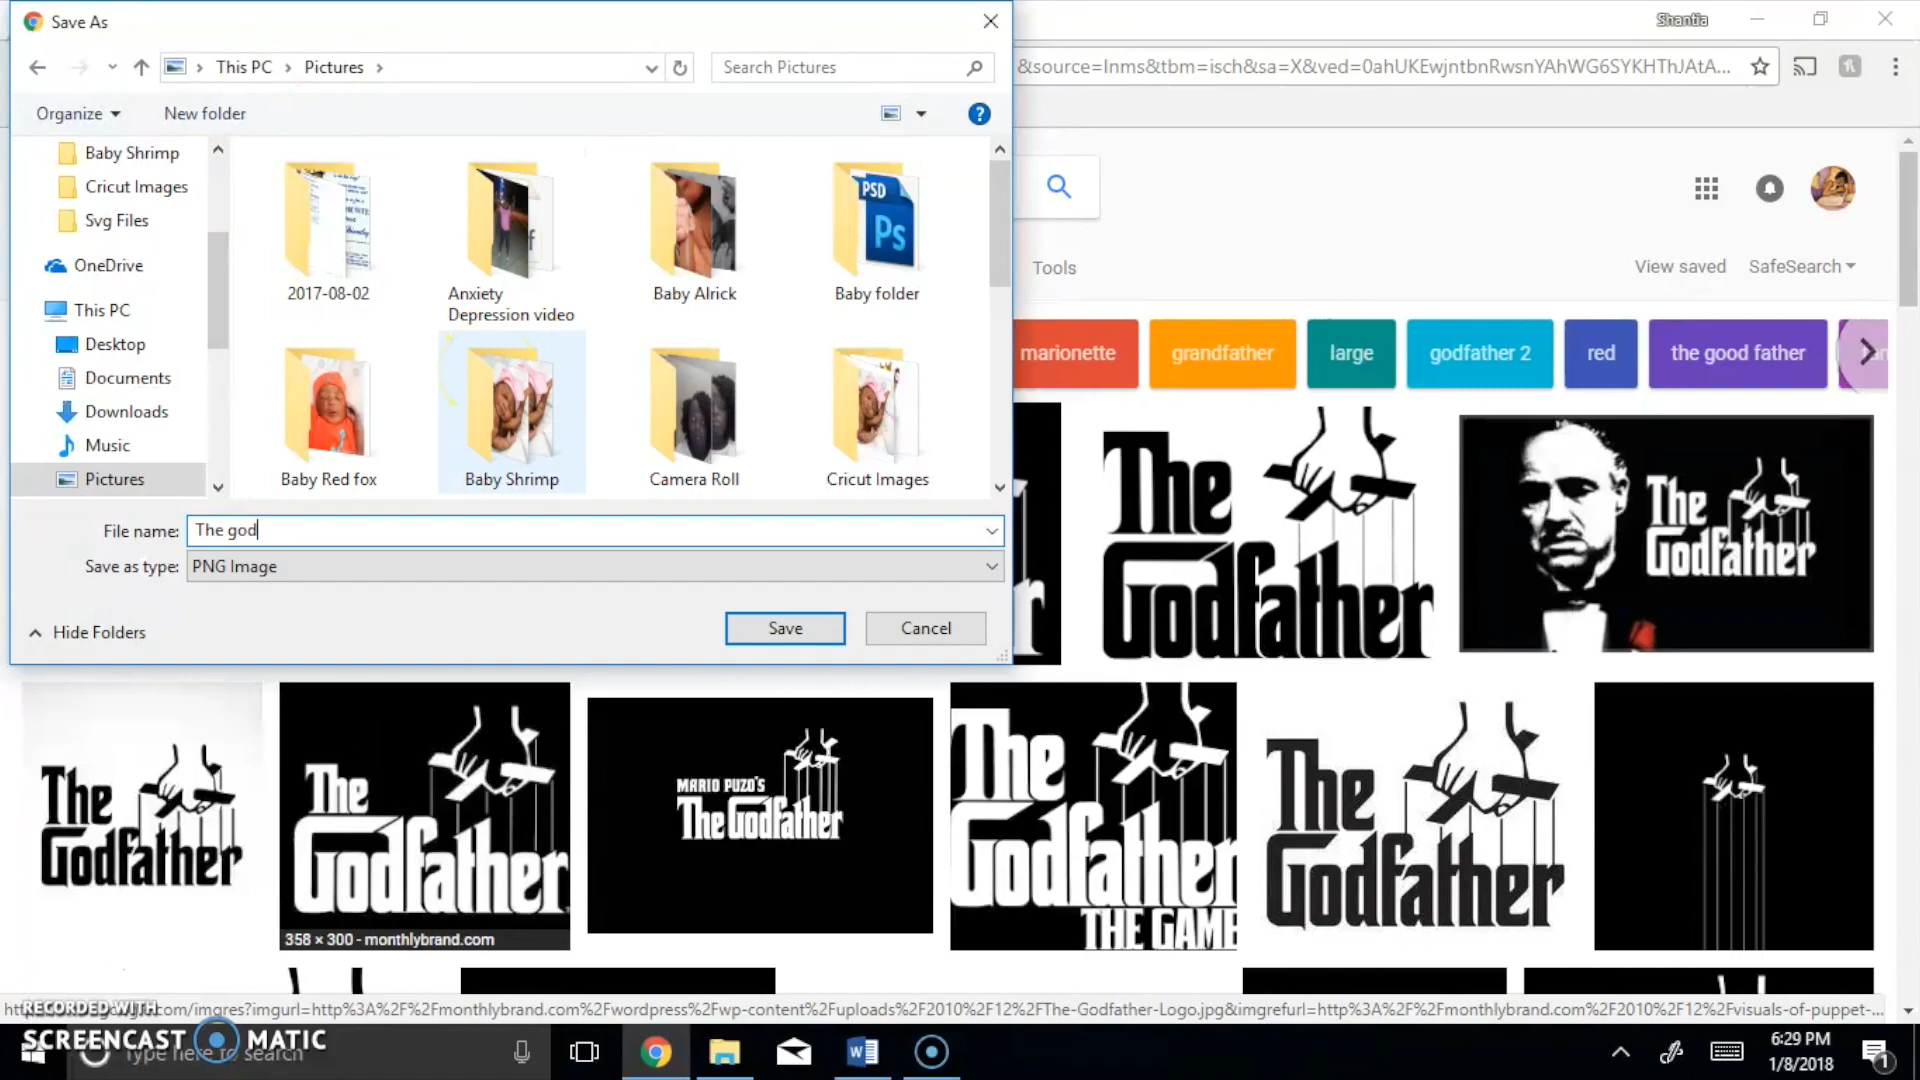 Save As
Shantia
This PC > Pictures >
Search Pictures
&source=lnms&tbm=isch&sa=X&ved=0ahUKEwjntbnRwsnYAhWG6SYKHThJAtA...
Organize
New folder
Baby Shrimp
Cricut Images
Svg Files
OneDrive
This PC
Desktop
Documents
Downloads
Music
Pictures
PSD
Ps
2017-08-02
Anxiety
Depression video
Baby Alrick
Baby folder
Baby Red fox
Baby Shrimp
Camera Roll
Cricut Images
File name: The god
Save as type: PNG Image
Hide Folders
Save
Cancel
Tools
View saved
SafeSearch
marionette
grandfather
large
godfather 2
red
the good father
The
Godfather
The
Godfather
The
Godfather
The
Godfather
358 × 300 - monthlybrand.com
MARIO PUZO'S
The Godfather
The
Godfather
THE GAME
The
Godfather
com/imgres?imgurl=http%3A%2F%2Fmonthlybrand.com%2Fwordpress%2Fwp-content%2Fuploads%2F2010%2F12%2FThe-Godfather-Logo.jpg&imgrefurl=http%3A%2F%2Fmonthlybrand.com%2F2010%2F12%2Fvisuals-of-puppet-...
RECORDED WITH
SCREENCAST MATIC
Type here to search
6:29 PM
1/8/2018
1